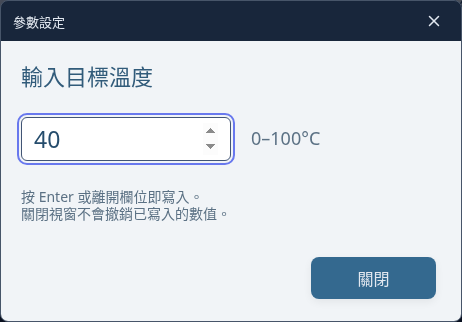 參數設定
輸入目標溫度
40
0–100°C
按 Enter 或離開欄位即寫入。
關閉視窗不會撤銷已寫入的數值。
關閉